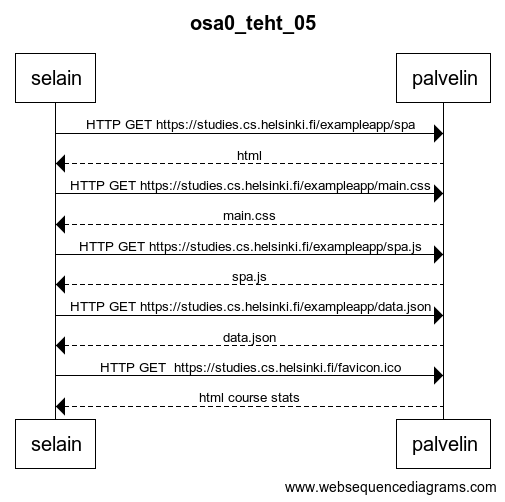 osa0_teht_05
selain palvelin
HTTP GET https://studies.cs.helsinki.fi/exampleapp/spa
html
HTTP GET https://studies.cs.helsinki.fi/exampleapp/main.css
main.css
HTTP GET https://studies.cs.helsinki.fi/exampleapp/spa.js
spa.js
HTTP GET https://studies.cs.helsinki.fi/exampleapp/data.json
data.json
HTTP GET  https://studies.cs.helsinki.fi/favicon.ico
html course stats
selain palvelin
www.websequencediagrams.com